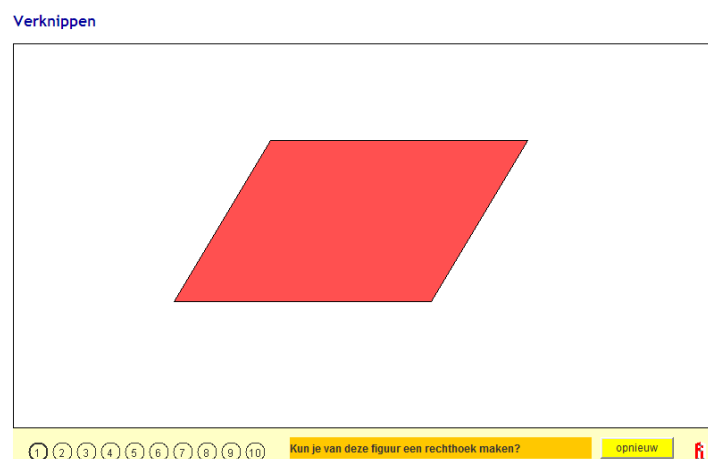 Verknippen
1 2 3 4 5 6 7 8 9 10 Kun je van deze figuur een rechthoek maken? opnieuw fi